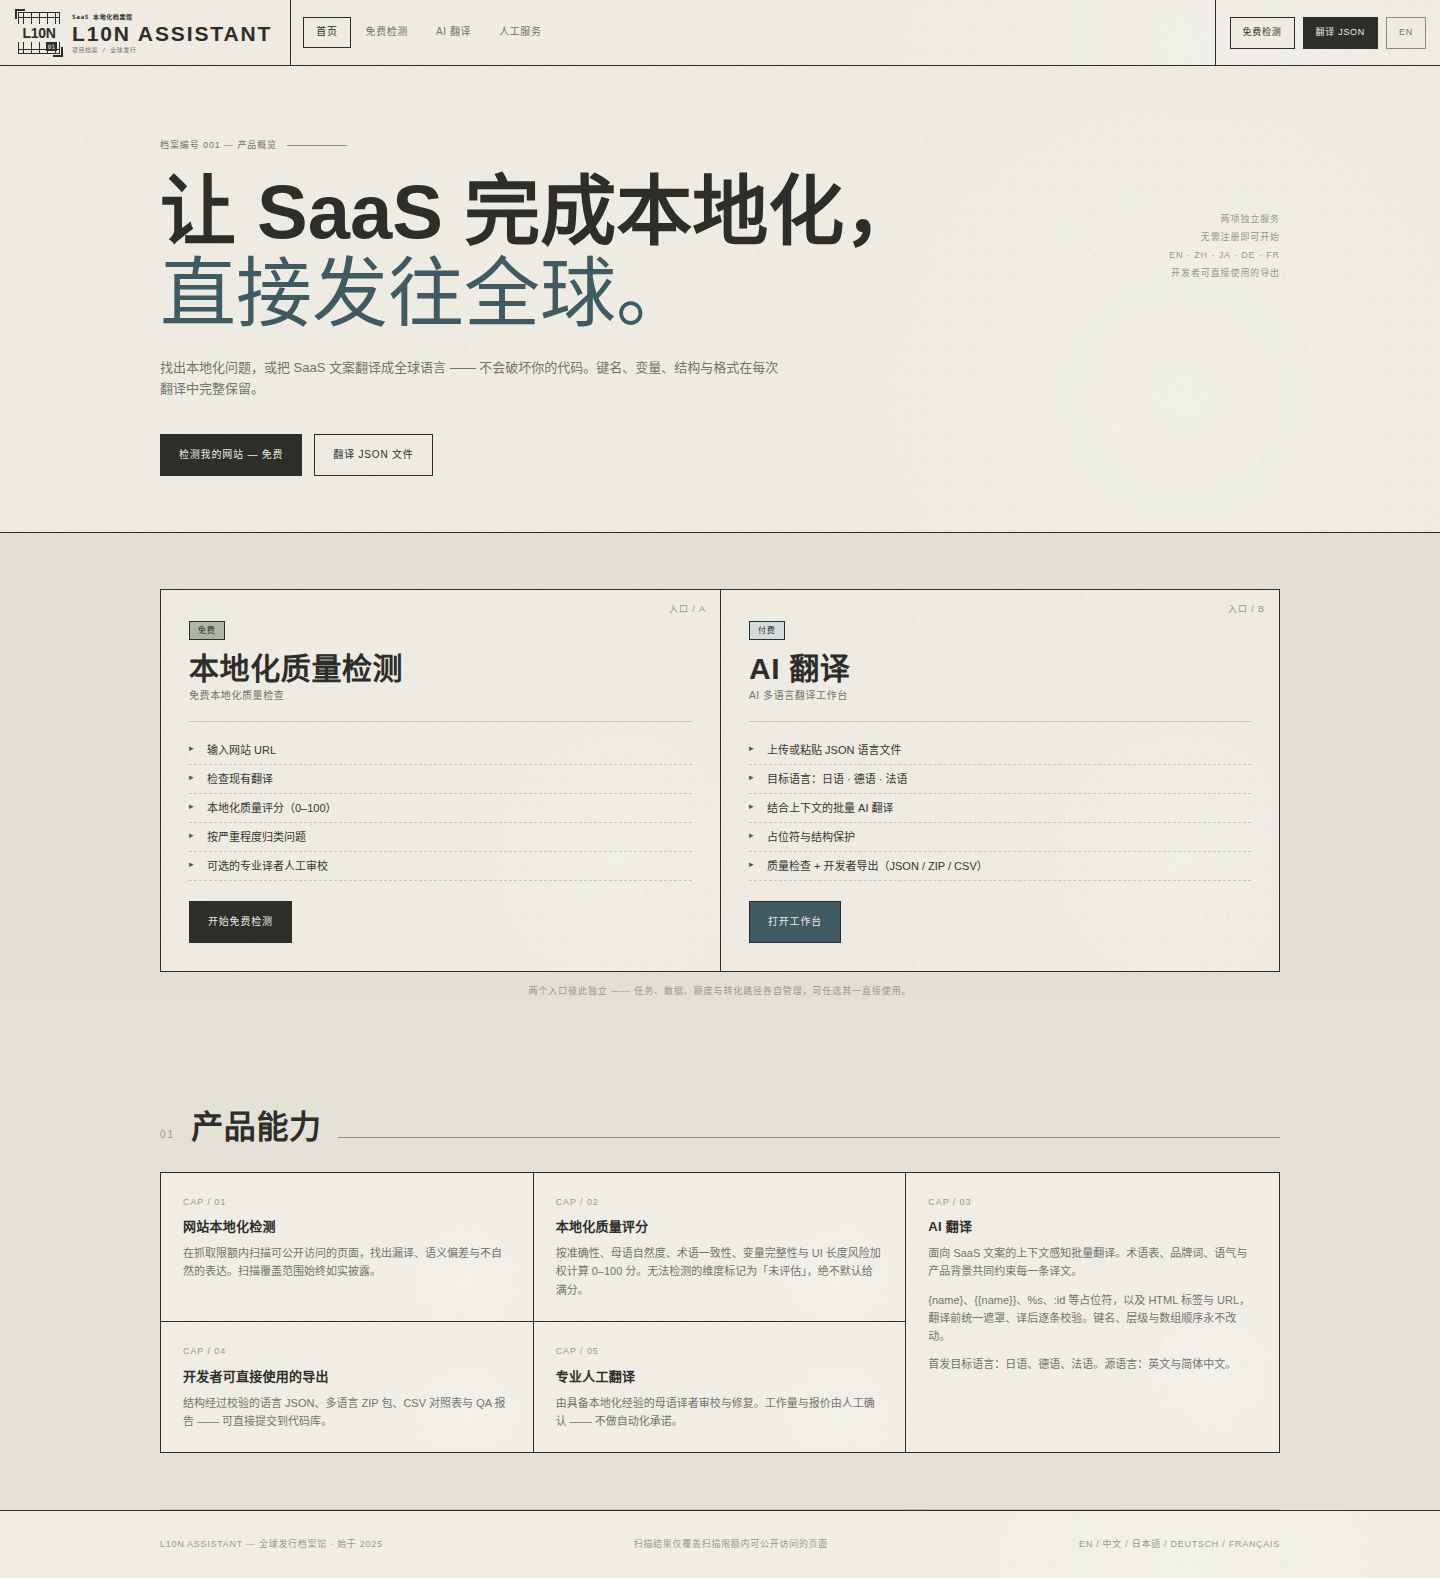 L10N
01
SaaS 本地化档案馆
L10N ASSISTANT
项目档案 / 全球发行
首页
免费检测
AI 翻译
人工服务
免费检测
翻译 JSON
EN
档案编号 001 — 产品概览
让 SaaS 完成本地化，
直接发往全球。
两项独立服务
无需注册即可开始
EN · ZH · JA · DE · FR
开发者可直接使用的导出
找出本地化问题，或把 SaaS 文案翻译成全球语言 —— 不会破坏你的代码。键名、变量、结构与格式在每次
翻译中完整保留。
检测我的网站 — 免费
翻译 JSON 文件
入口 / A
免费
本地化质量检测
免费本地化质量检查
▸ 输入网站 URL
▸ 检查现有翻译
▸ 本地化质量评分（0–100）
▸ 按严重程度归类问题
▸ 可选的专业译者人工审校
开始免费检测
入口 / B
付费
AI 翻译
AI 多语言翻译工作台
▸ 上传或粘贴 JSON 语言文件
▸ 目标语言：日语 · 德语 · 法语
▸ 结合上下文的批量 AI 翻译
▸ 占位符与结构保护
▸ 质量检查 + 开发者导出（JSON / ZIP / CSV）
打开工作台
两个入口彼此独立 —— 任务、数据、额度与转化路径各自管理，可任选其一直接使用。
01 产品能力
CAP / 01
网站本地化检测
在抓取限额内扫描可公开访问的页面，找出漏译、语义偏差与不自
然的表达。扫描覆盖范围始终如实披露。
CAP / 02
本地化质量评分
按准确性、母语自然度、术语一致性、变量完整性与 UI 长度风险加
权计算 0–100 分。无法检测的维度标记为「未评估」，绝不默认给
满分。
CAP / 03
AI 翻译
面向 SaaS 文案的上下文感知批量翻译。术语表、品牌词、语气与
产品背景共同约束每一条译文。
{name}、{{name}}、%s、:id 等占位符，以及 HTML 标签与 URL，
翻译前统一遮罩、译后逐条校验。键名、层级与数组顺序永不改
动。
首发目标语言：日语、德语、法语。源语言：英文与简体中文。
CAP / 04
开发者可直接使用的导出
结构经过校验的语言 JSON、多语言 ZIP 包、CSV 对照表与 QA 报
告 —— 可直接提交到代码库。
CAP / 05
专业人工翻译
由具备本地化经验的母语译者审校与修复。工作量与报价由人工确
认 —— 不做自动化承诺。
L10N ASSISTANT — 全球发行档案馆 · 始于 2025
扫描结果仅覆盖扫描限额内可公开访问的页面
EN / 中文 / 日本語 / DEUTSCH / FRANÇAIS